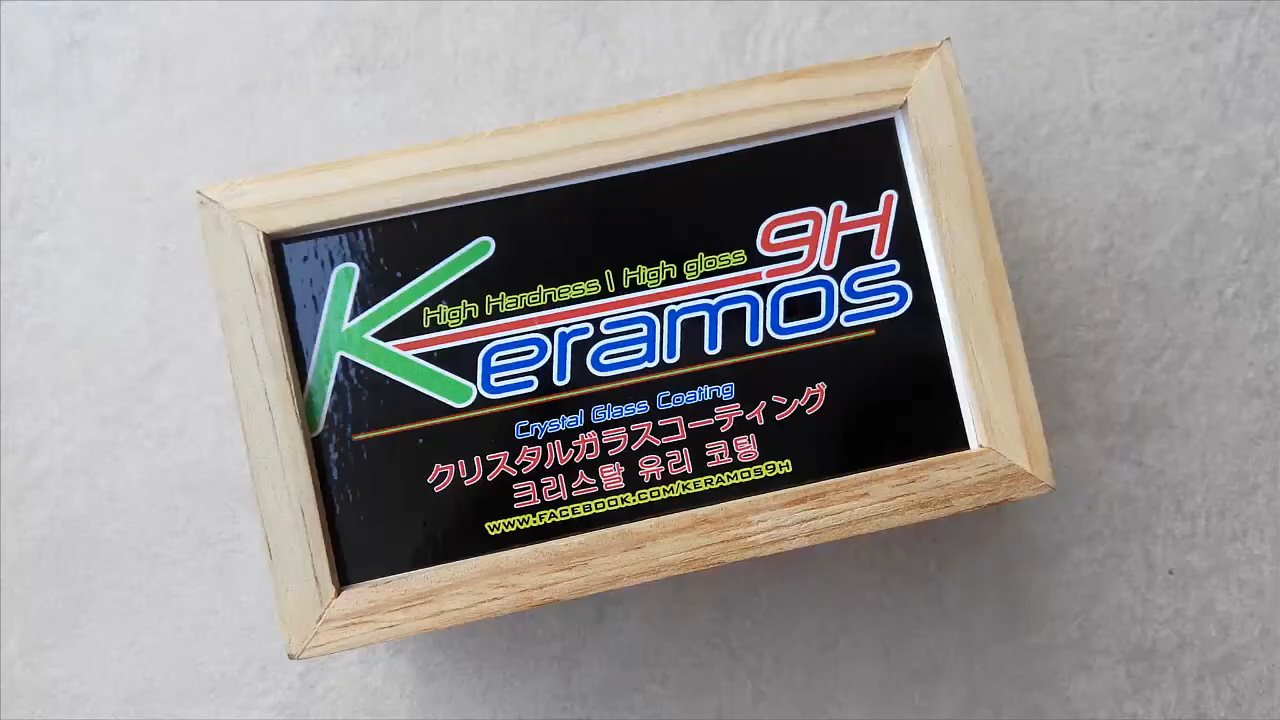 9H
High Hardness \ High gloss
Keramos
Crystal Glass Coating
クリスタルガラスコーティング
크리스탈 유리 코팅
www.facebook.com/keramos9h